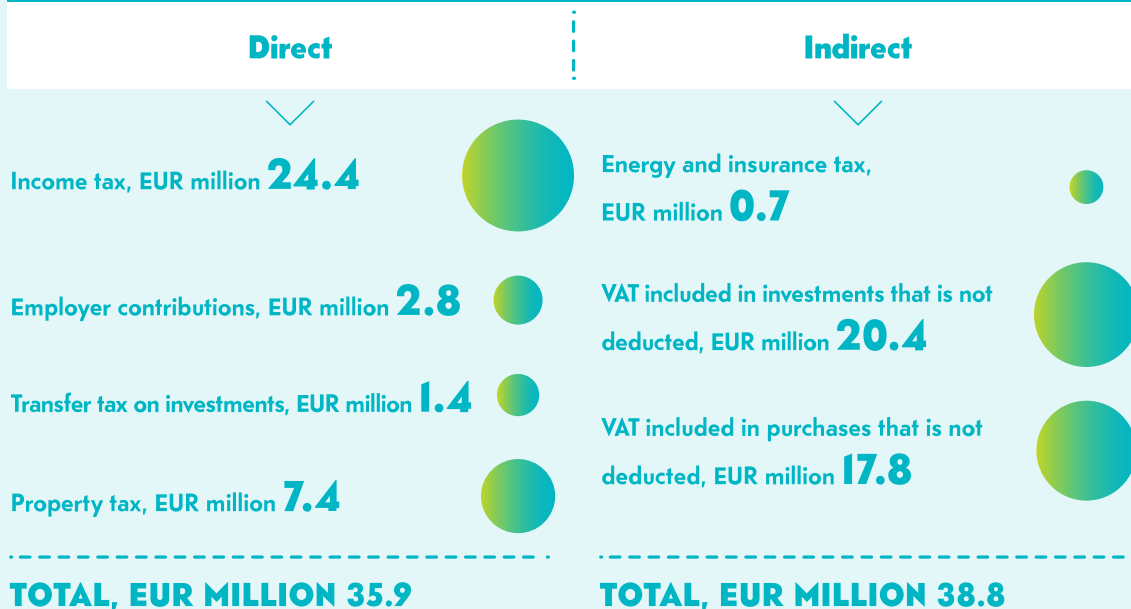 Direct
Income tax, EUR million 24.4
Employer contributions, EUR million 2.8
Transfer tax on investments, EUR million 1.4
Property tax, EUR million 7.4
TOTAL, EUR MILLION 35.9
Indirect
Energy and insurance tax,
EUR million 0.7
VAT included in investments that is not
deducted, EUR million 20.4
VAT included in purchases that is not
deducted, EUR million 17.8
TOTAL, EUR MILLION 38.8